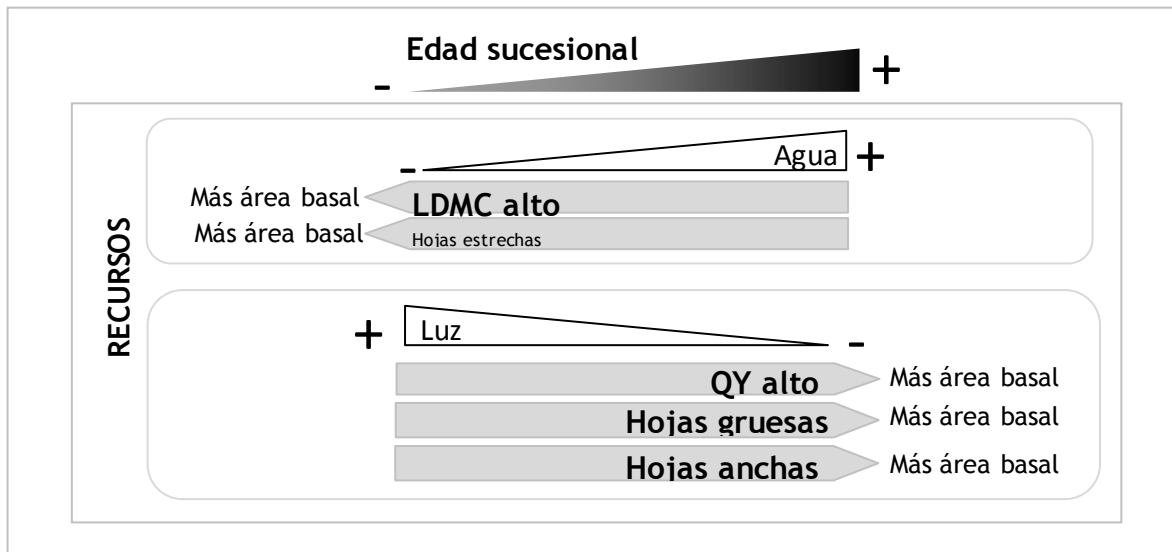 Edad sucesional
- +
Agua
- +
Más área basal LDMC alto
Más área basal Hojas estrechas
RECURSOS
+ Luz -
QY alto Más área basal
Hojas gruesas Más área basal
Hojas anchas Más área basal